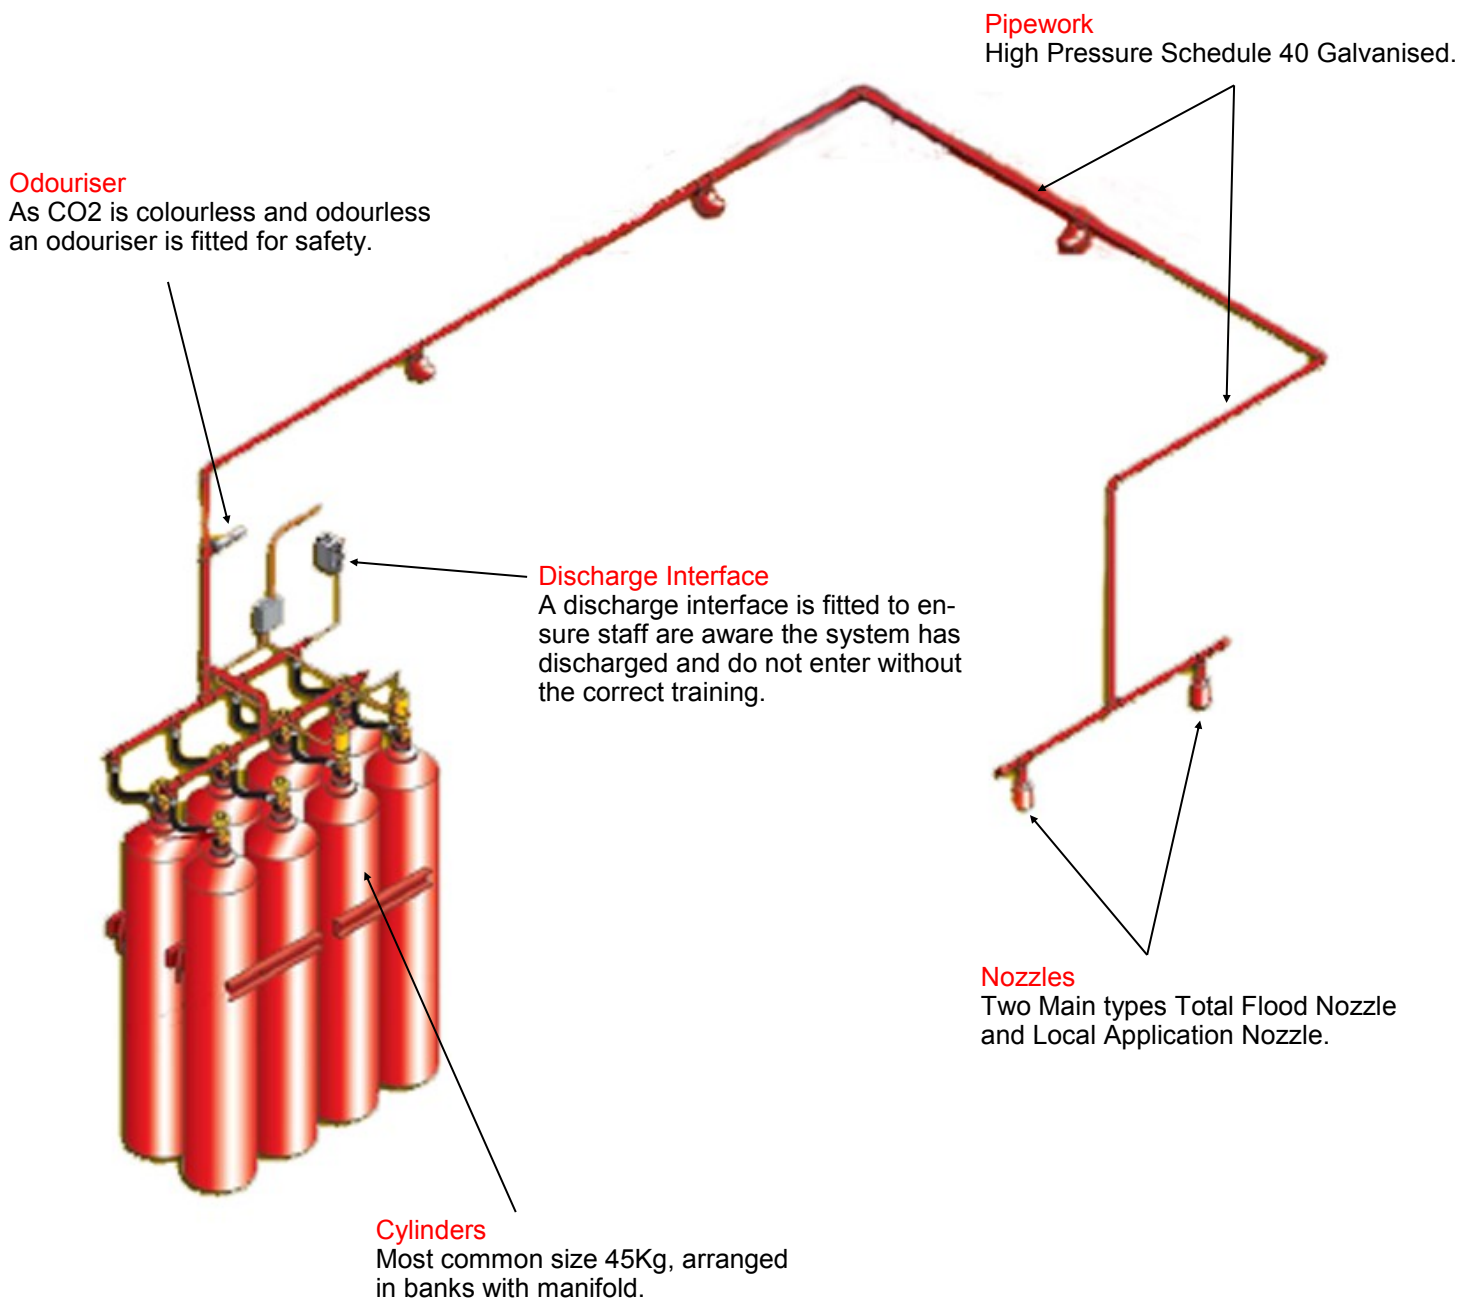 Pipework
High Pressure Schedule 40 Galvanised.
Odouriser
As CO2 is colourless and odourless
an odouriser is fitted for safety.
Discharge Interface
A discharge interface is fitted to en-
sure staff are aware the system has
discharged and do not enter without
the correct training.
Nozzles
Two Main types Total Flood Nozzle
and Local Application Nozzle.
Cylinders
Most common size 45Kg, arranged
in banks with manifold.